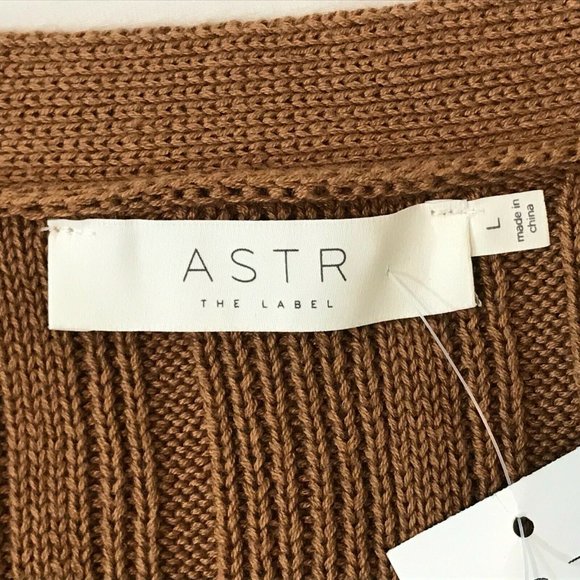 ASTR
THE LABEL
L
made in
china